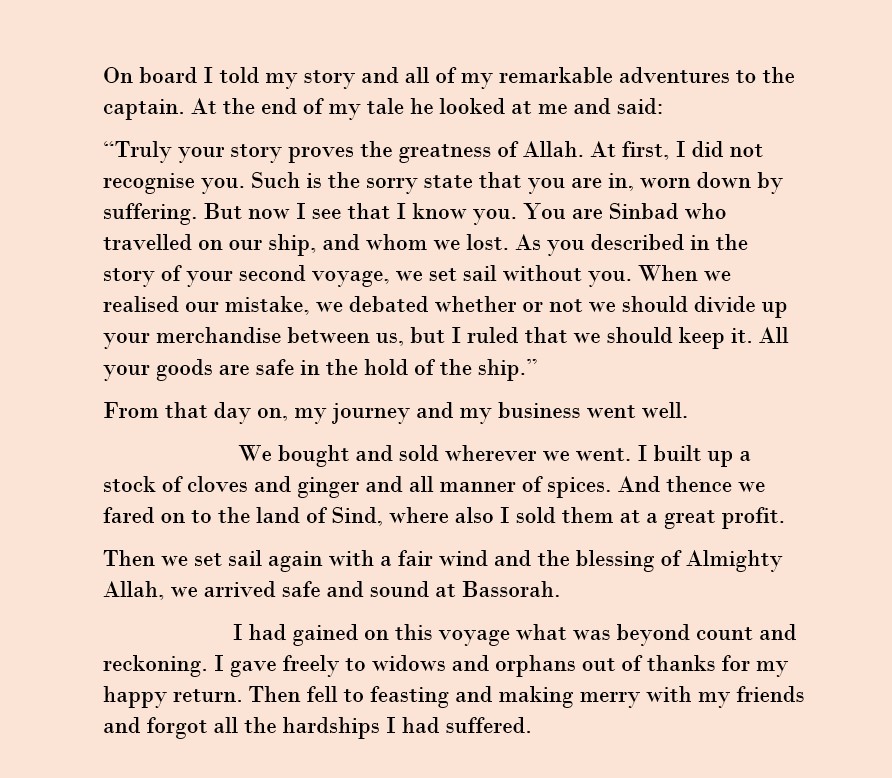 On board I told my story and all of my remarkable adventures to the
captain. At the end of my tale he looked at me and said:
“Truly your story proves the greatness of Allah. At first, I did not
recognise you. Such is the sorry state that you are in, worn down by
suffering. But now I see that I know you. You are Sinbad who
travelled on our ship, and whom we lost. As you described in the
story of your second voyage, we set sail without you. When we
realised our mistake, we debated whether or not we should divide up
your merchandise between us, but I ruled that we should keep it. All
your goods are safe in the hold of the ship.”
From that day on, my journey and my business went well.
We bought and sold wherever we went. I built up a
stock of cloves and ginger and all manner of spices. And thence we
fared on to the land of Sind, where also I sold them at a great profit.
Then we set sail again with a fair wind and the blessing of Almighty
Allah, we arrived safe and sound at Bassorah.
I had gained on this voyage what was beyond count and
reckoning. I gave freely to widows and orphans out of thanks for my
happy return. Then fell to feasting and making merry with my friends
and forgot all the hardships I had suffered.